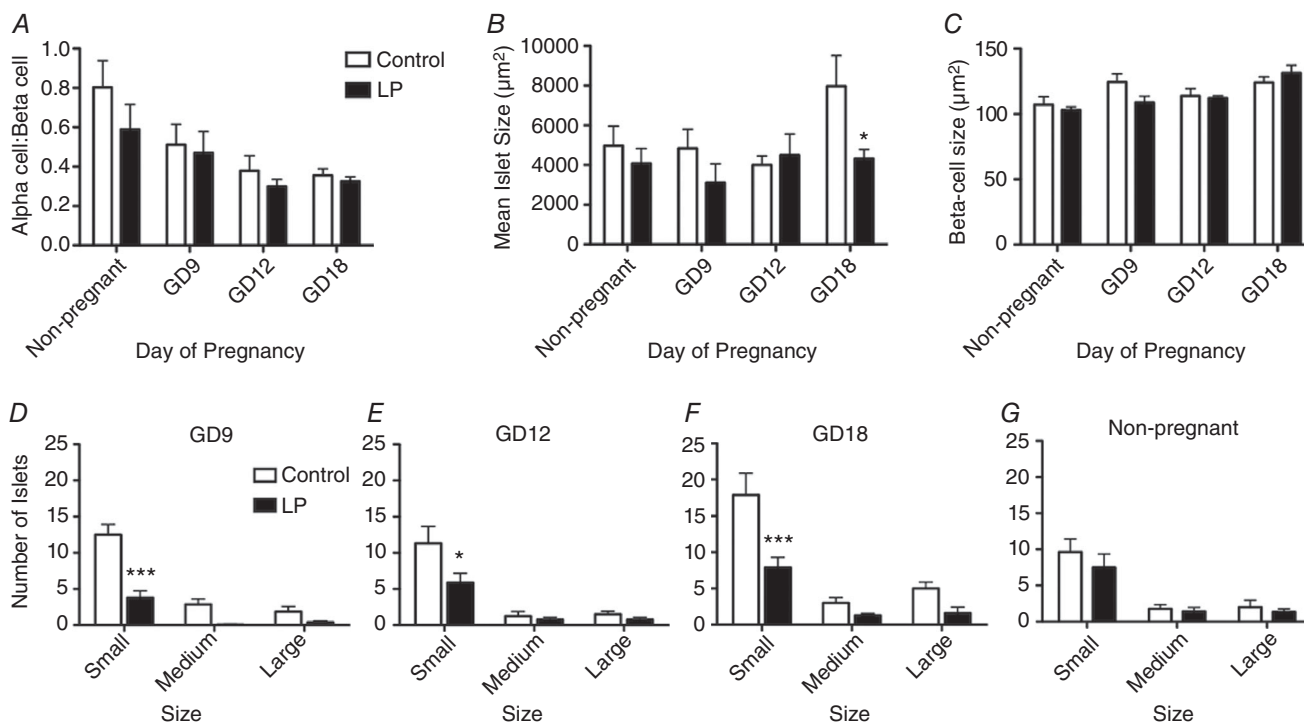 A
Alpha cell:Beta cell
1.0
0.8
0.6
0.4
0.2
0.0
Non-pregnant
GD9
GD12
GD18
Day of Pregnancy
Control
LP
B
Mean Islet Size (µm²)
10000
8000
6000
4000
2000
0
*
Non-pregnant
GD9
GD12
GD18
Day of Pregnancy
C
Beta-cell size (µm²)
150
100
50
0
Non-pregnant
GD9
GD12
GD18
Day of Pregnancy
D
GD9
Number of Islets
25
20
15
10
5
0
Control
LP
***
Small
Medium
Large
Size
E
GD12
25
20
15
10
5
0
*
Small
Medium
Large
Size
F
GD18
25
20
15
10
5
0
***
Small
Medium
Large
Size
G
Non-pregnant
25
20
15
10
5
0
Small
Medium
Large
Size